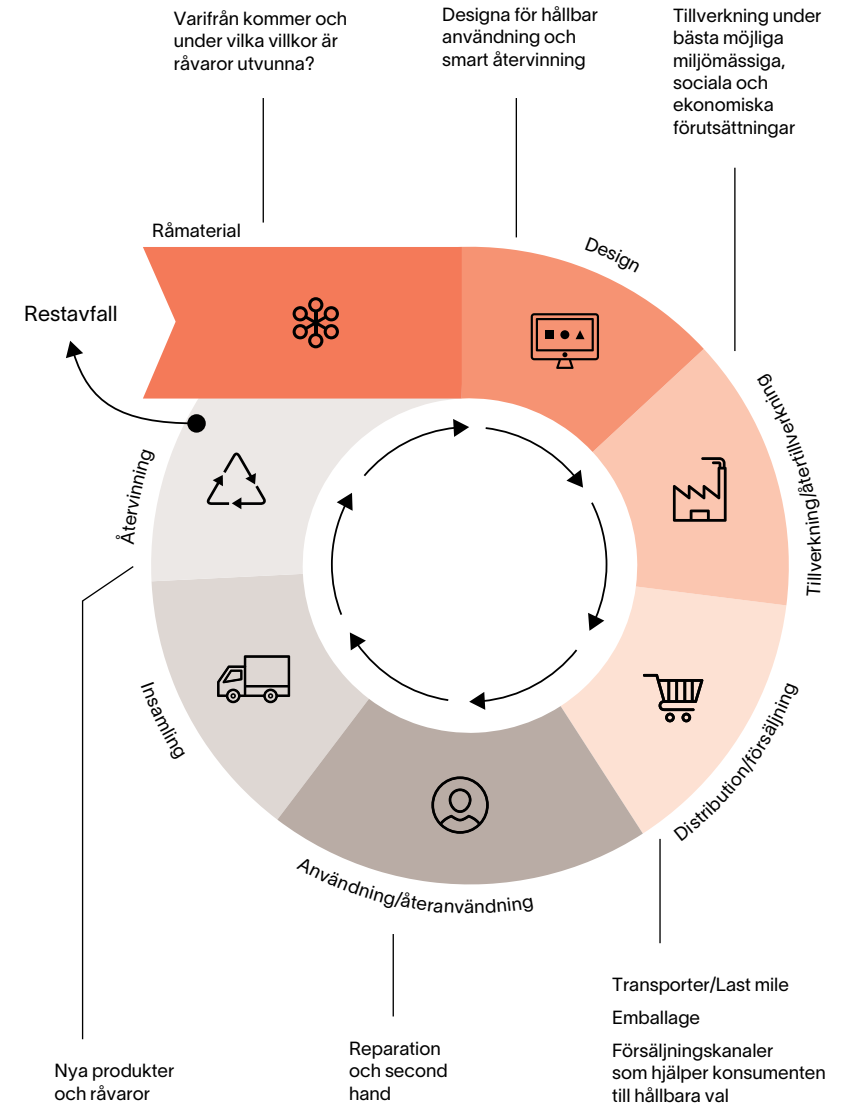 Varifrån kommer och
under vilka villkor är
råvaror utvunna?
Designa för hållbar
användning och
smart återvinning
Tillverkning under
bästa möjliga
miljömässiga,
sociala och
ekonomiska
förutsättningar
Råmaterial
Design
Restavfall
Tillverkning/återtillverkning
Återvinning
Insamling
Distribution/försäljning
Användning/återanvändning
Transporter/Last mile
Emballage
Försäljningskanaler
som hjälper konsumenten
till hållbara val
Reparation
och second
hand
Nya produkter
och råvaror